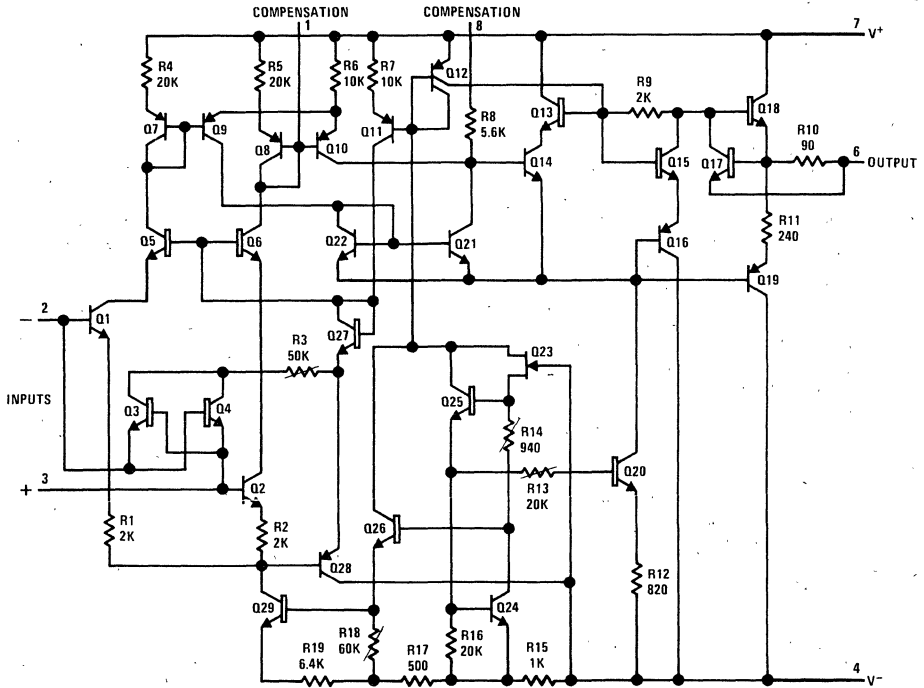 COMPENSATION COMPENSATION
1 8
7 V+
R4 20K
R5 20K
R6 10K
R7 10K
Q12
R9 2K
Q18
Q13
R8 5.6K
Q7
Q9
Q8
Q10
Q11
Q14
Q15
Q17
R10 90
6 OUTPUT
Q5
Q6
Q22
Q21
Q16
R11 240
Q19
− 2
Q1
Q27
R3 50K
Q23
INPUTS
Q3
Q4
Q25
R14 940
R13 20K
Q20
+ 3
Q2
R1 2K
R2 2K
Q26
Q28
R12 820
Q29
R18 60K
Q24
R19 6.4K
R17 500
R16 20K
R15 1K
4 V−